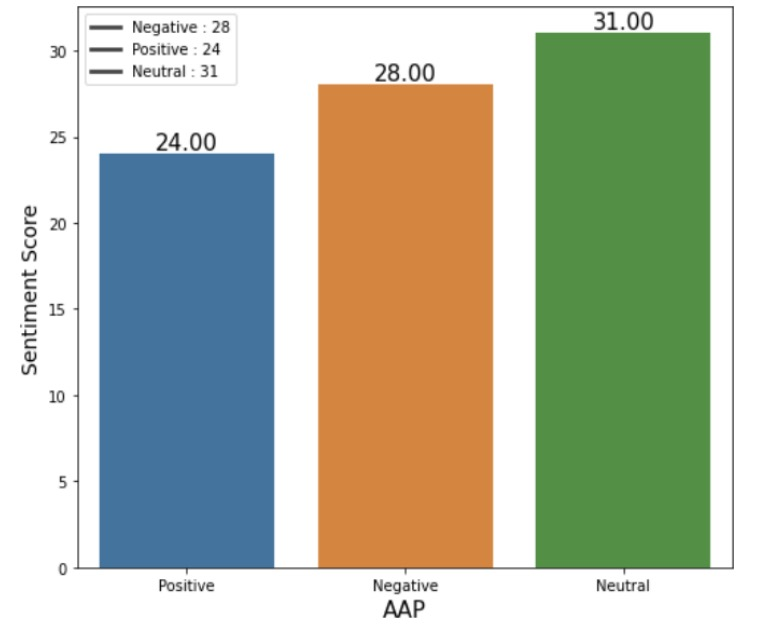 Negative : 28
Positive : 24
Neutral : 31
31.00
28.00
24.00
30
25
20
15
10
5
0
Sentiment Score
Positive
Negative
Neutral
AAP